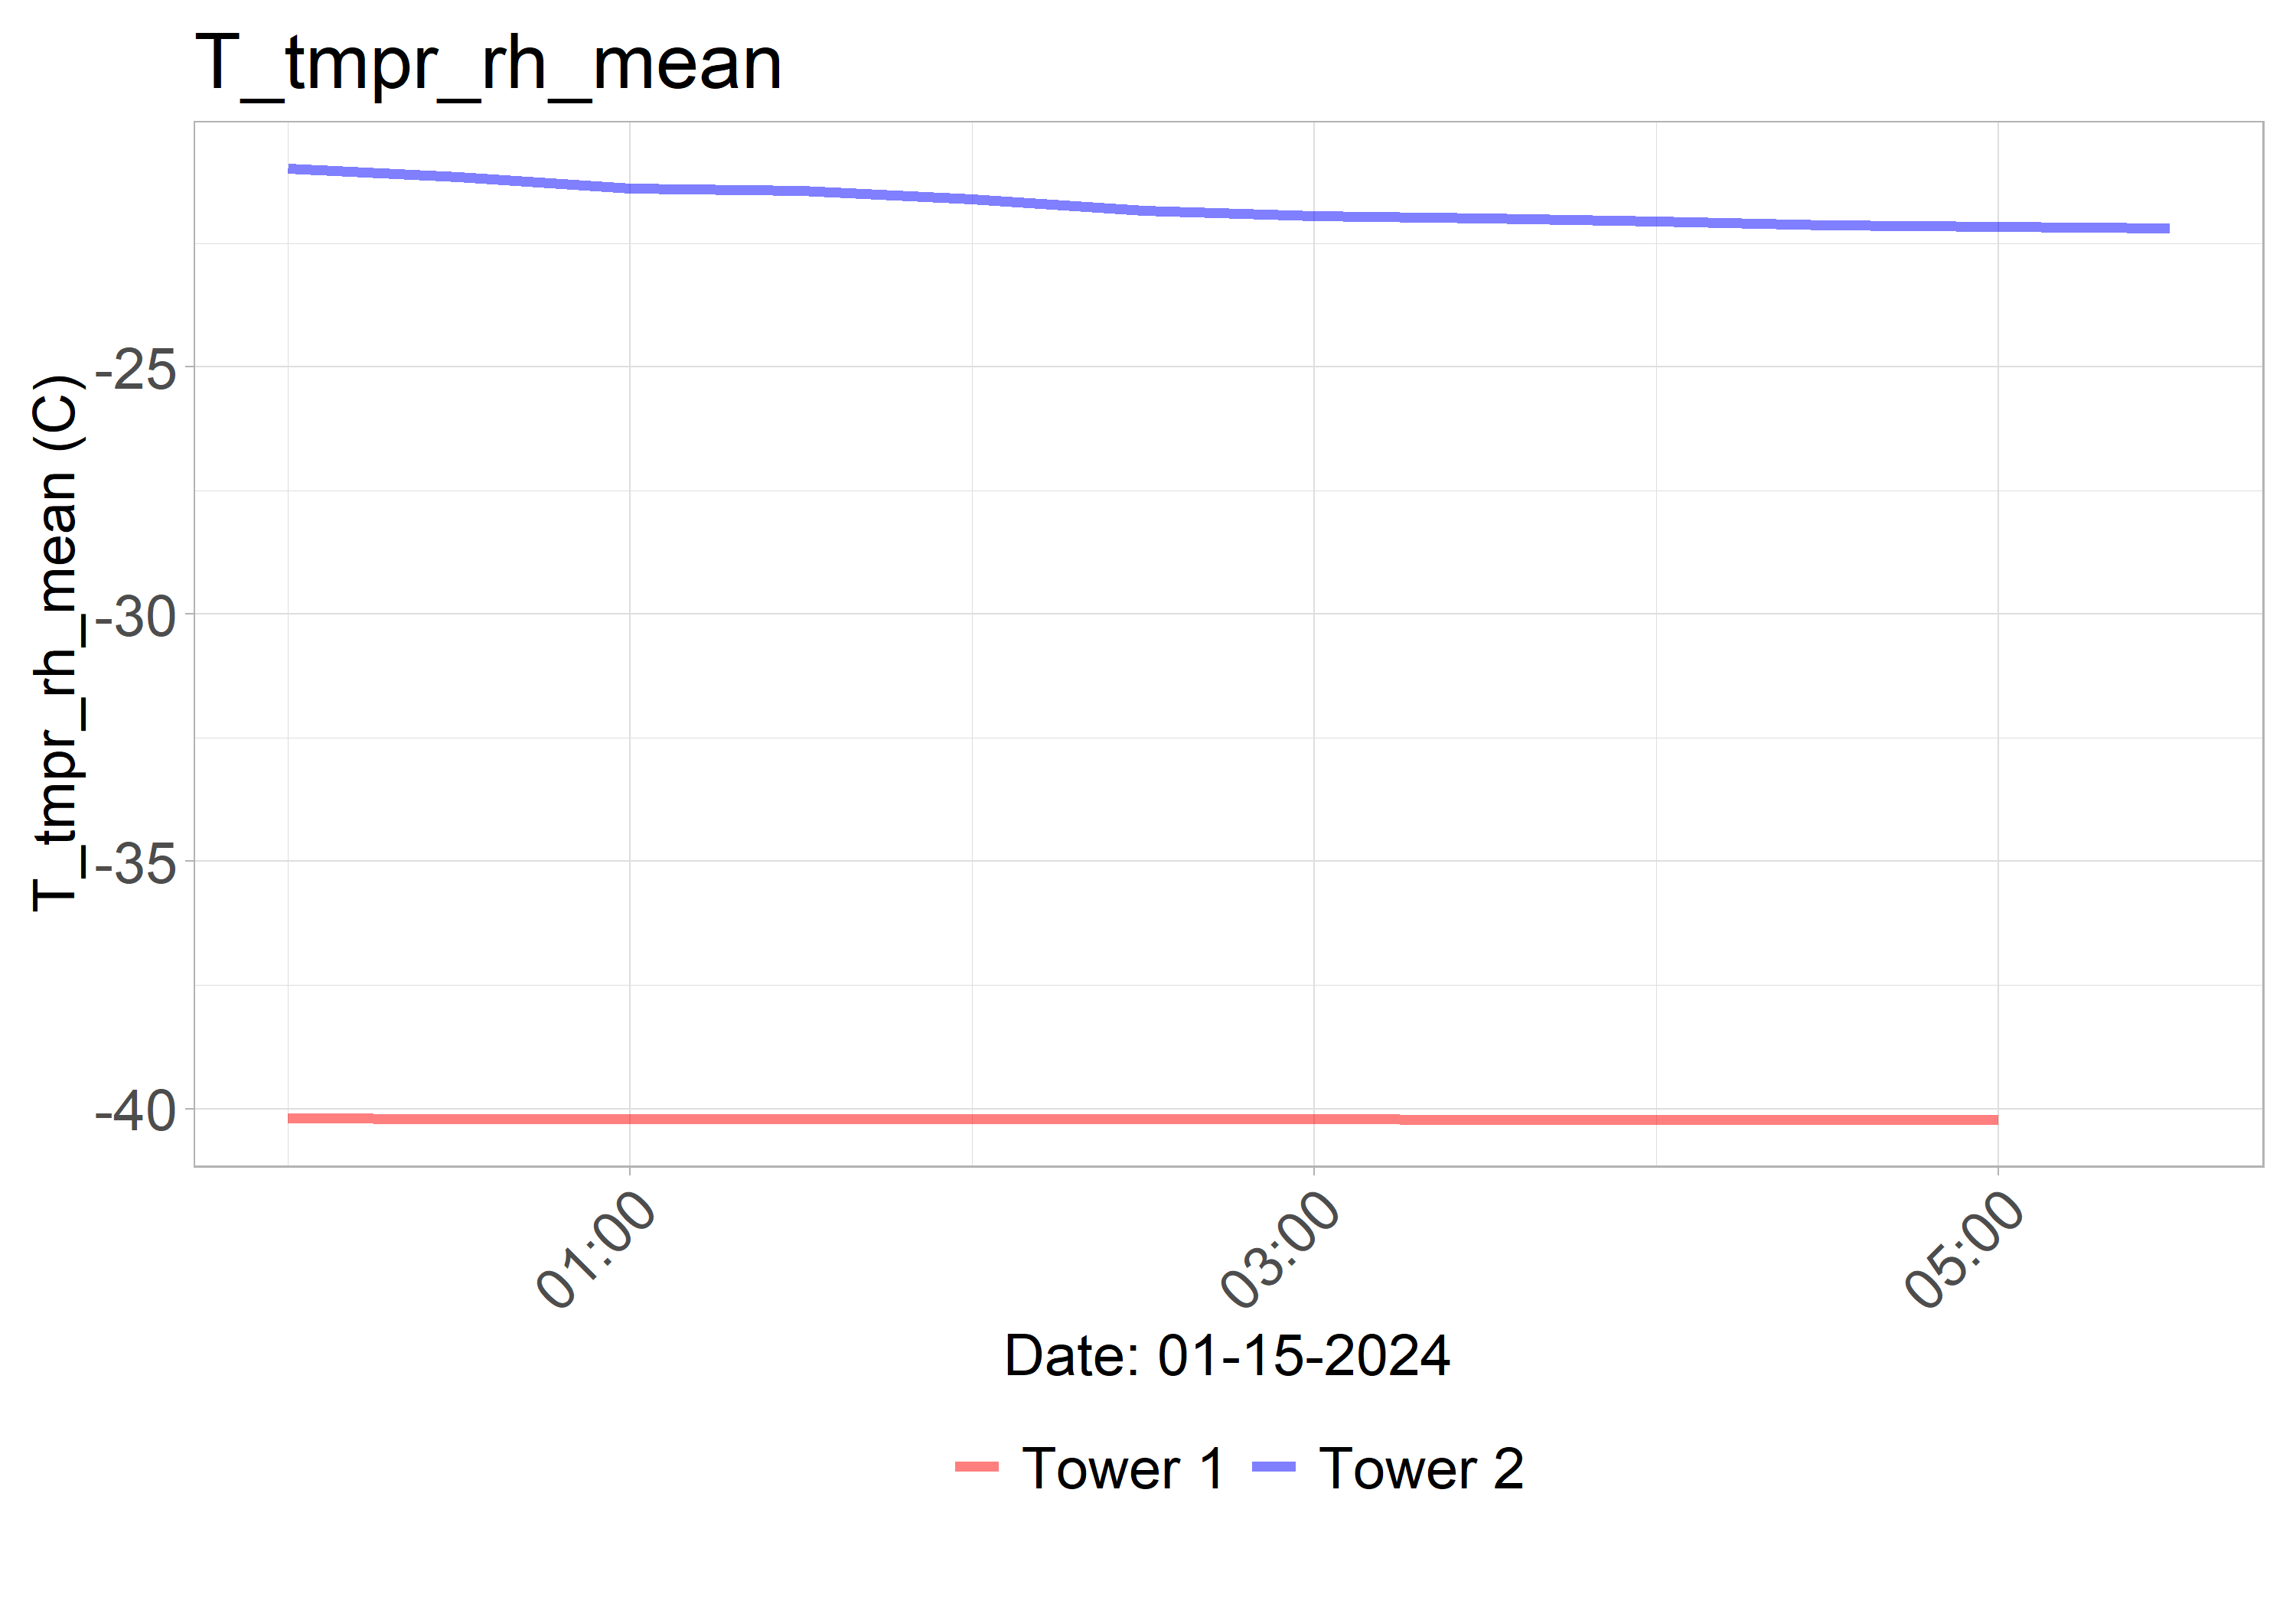 T_tmpr_rh_mean
T_tmpr_rh_mean (C)
-25
-30
-35
-40
01:00
03:00
05:00
Date: 01-15-2024
Tower 1
Tower 2